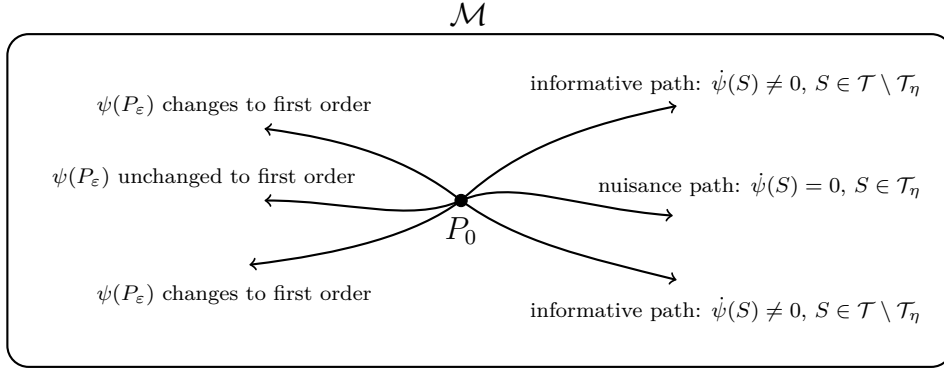 𝓜
informative path: ψ̇(S) ≠ 0, S ∈ 𝒯 \ 𝒯_η
ψ(P_ε) changes to first order
ψ(P_ε) unchanged to first order
nuisance path: ψ̇(S) = 0, S ∈ 𝒯_η
P₀
ψ(P_ε) changes to first order
informative path: ψ̇(S) ≠ 0, S ∈ 𝒯 \ 𝒯_η